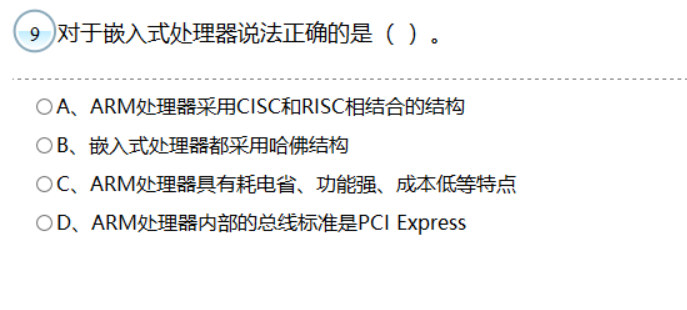 9 对于嵌入式处理器说法正确的是（ ）。
A、ARM处理器采用CISC和RISC相结合的结构
B、嵌入式处理器都采用哈佛结构
C、ARM处理器具有耗电省、功能强、成本低等特点
D、ARM处理器内部的总线标准是PCI Express